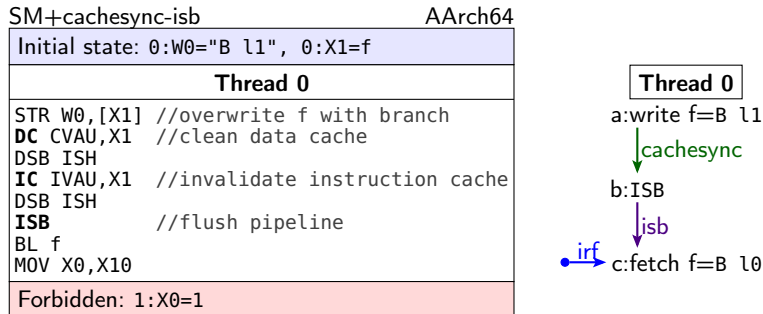 SM+cachesync-isb AArch64
Initial state: 0:W0="B l1", 0:X1=f
Thread 0
STR W0,[X1] //overwrite f with branch
DC CVAU,X1 //clean data cache
DSB ISH
IC IVAU,X1 //invalidate instruction cache
DSB ISH
ISB //flush pipeline
BL f
MOV X0,X10
Forbidden: 1:X0=1
Thread 0
a:write f=B l1
cachesync
b:ISB
isb
irf
c:fetch f=B l0